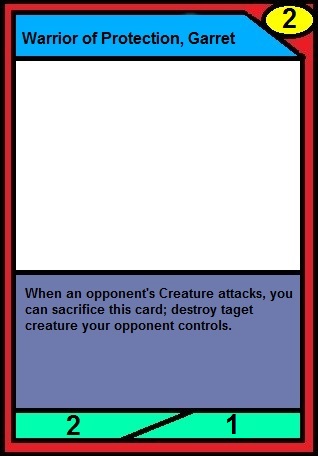 2
Warrior of Protection, Garret
When an opponent's Creature attacks, you
can sacrifice this card; destroy taget
creature your opponent controls.
2 / 1